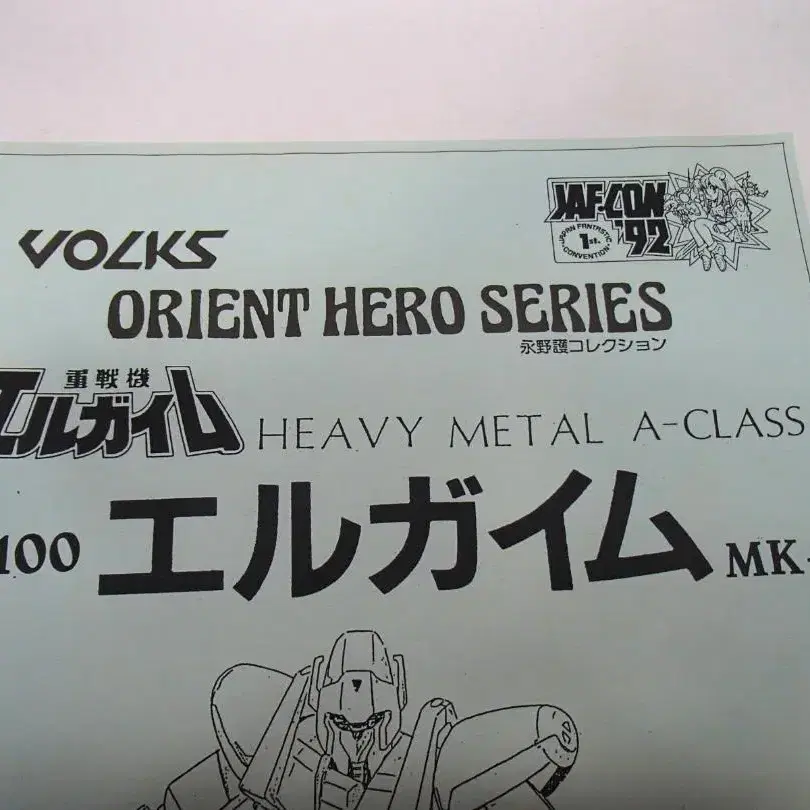 JAF-CON '92
JAPAN FANTASTIC
1st.
CONVENTION
VOLKS
ORIENT HERO SERIES
永野護コレクション
重戦機
エルガイム HEAVY METAL A-CLASS
100 エルガイム MK-